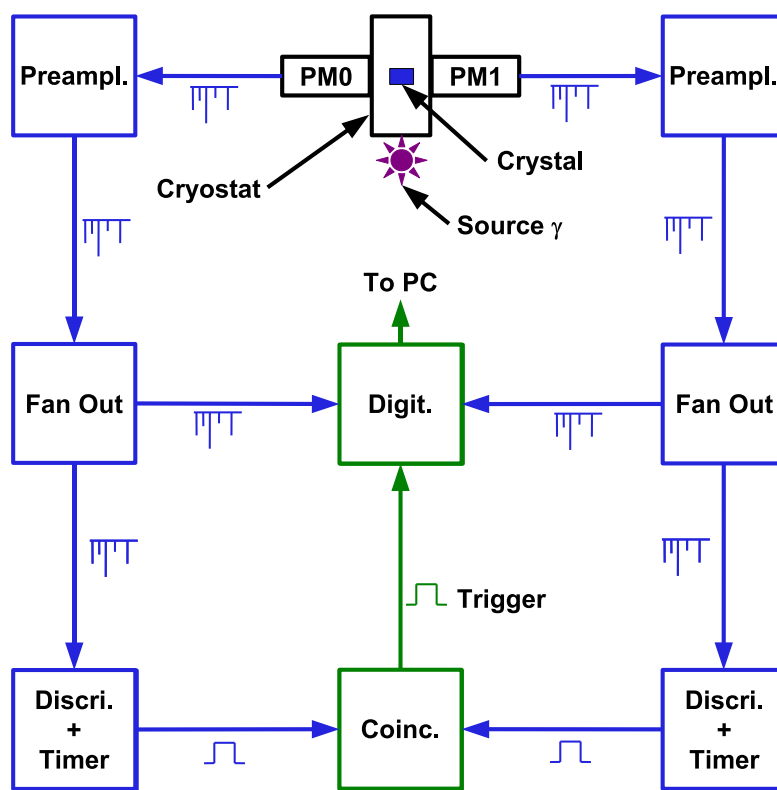 Preampl.
PM0
PM1
Preampl.
Crystal
Cryostat
Source γ
To PC
Fan Out
Digit.
Fan Out
Trigger
Discri.
+
Timer
Coinc.
Discri.
+
Timer